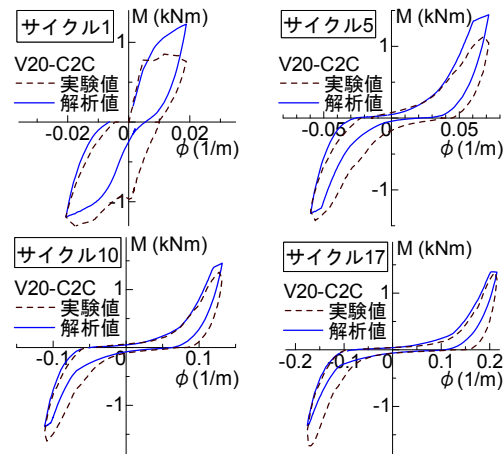 サイクル1
M (kNm)
V20-C2C
実験値
解析値
1
-0.02
0.02
φ(1/m)
-1
サイクル5
M (kNm)
V20-C2C
実験値
解析値
1
-0.05
0.05
φ(1/m)
-1
サイクル10
M (kNm)
V20-C2C
実験値
解析値
1
-0.1
0.1
φ(1/m)
-1
サイクル17
M (kNm)
V20-C2C
実験値
解析値
1
-0.2
-0.1
0.1
0.2
φ(1/m)
-1